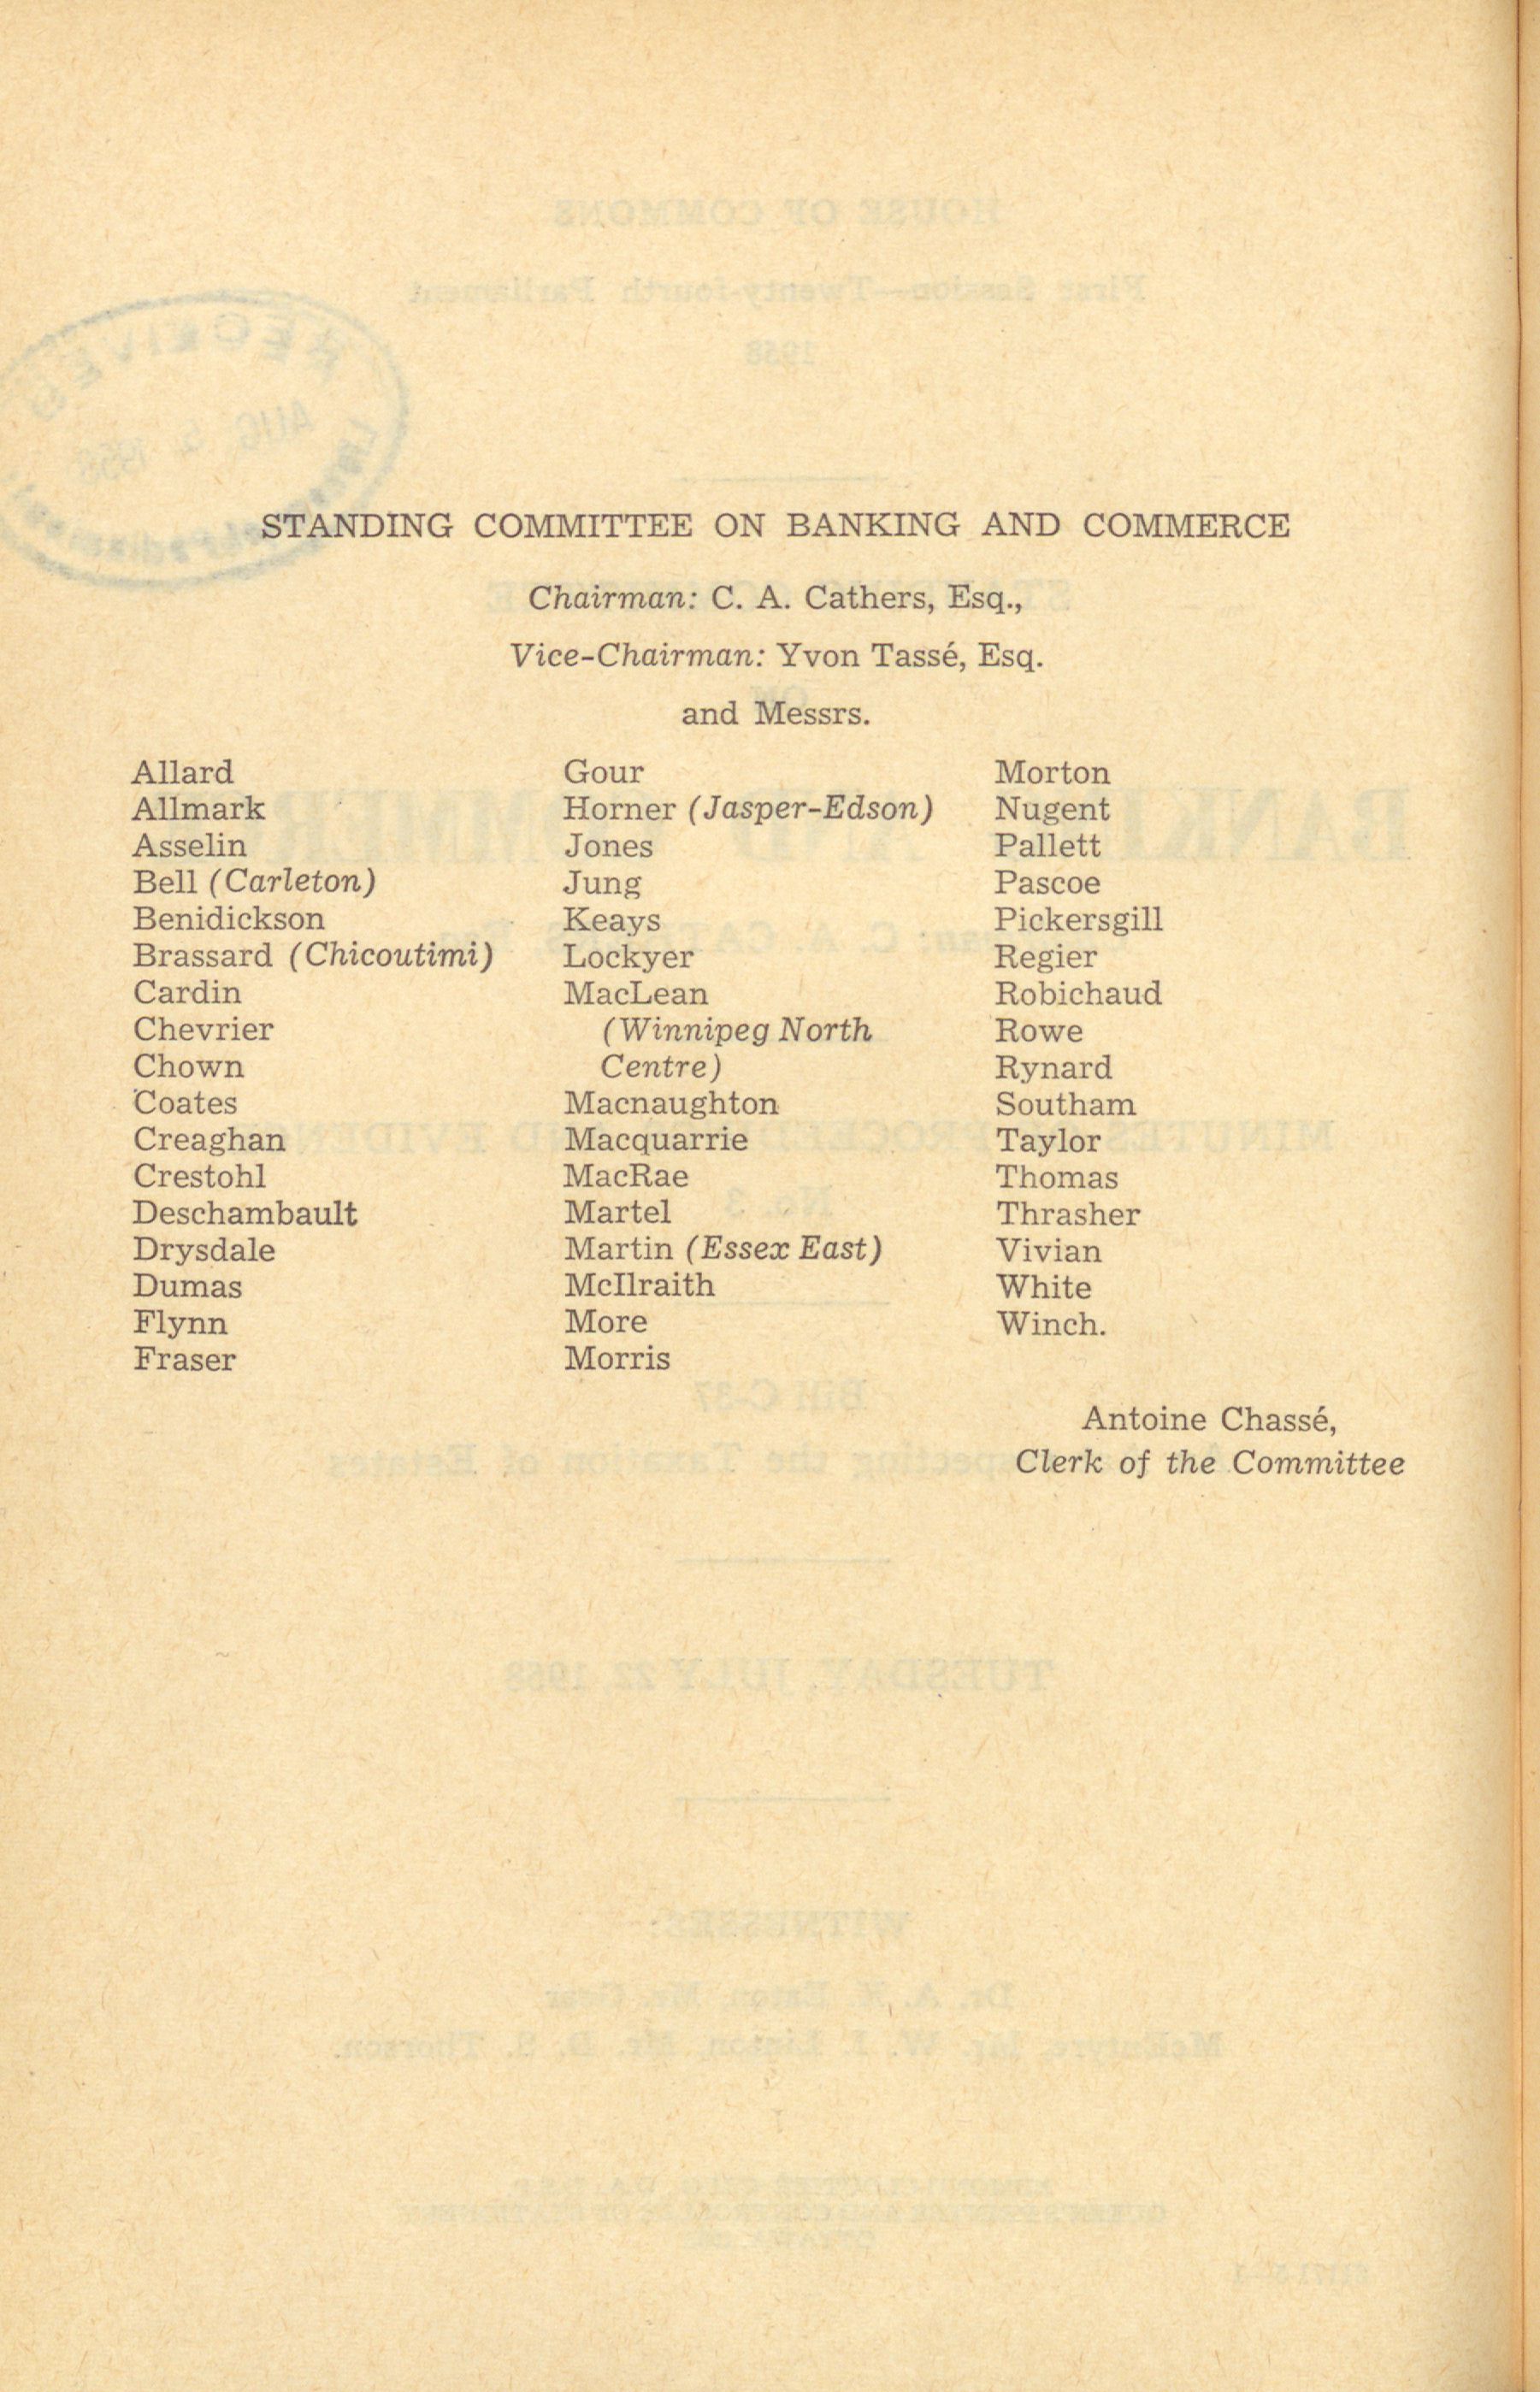 STANDING COMMITTEE ON BANKING AND COMMERCE
Chairman: C. A. Cathers, Esq.,
Vice-Chairman: Yvon Tassé, Esq.
and Messrs.
Allard
Allmark
Asselin
Bell (Carleton)
Benidickson
Brassard (Chicoutimi)
Cardin
Chevrier
Chown
Coates
Creaghan
Crestohl
Deschambault
Drysdale
Dumas
Flynn
Fraser
Gour
Horner (Jasper-Edson)
Jones
Jung
Keays
Lockyer
MacLean
(Winnipeg North
Centre)
Macnaughton
Macquarrie
MacRae
Martel
Martin (Essex East)
McIlraith
More
Morris
Morton
Nugent
Pallett
Pascoe
Pickersgill
Regier
Robichaud
Rowe
Rynard
Southam
Taylor
Thomas
Thrasher
Vivian
White
Winch.
Antoine Chassé,
Clerk of the Committee